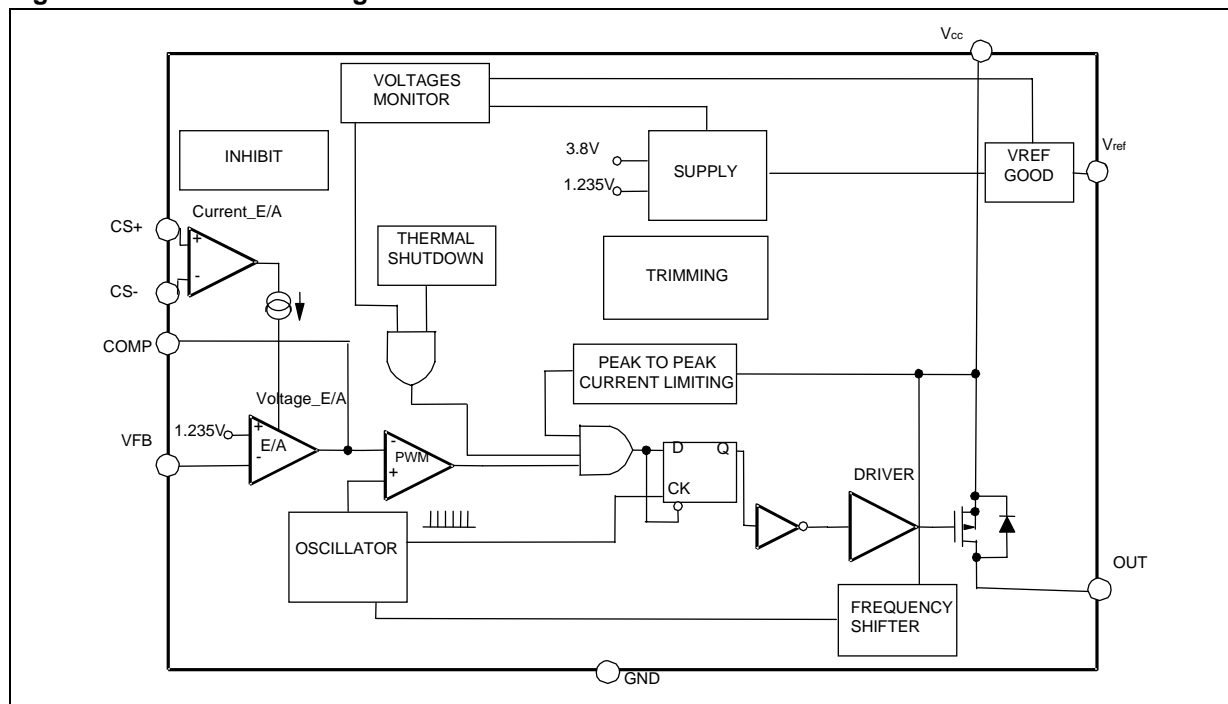 Vcc
VOLTAGES
MONITOR
INHIBIT
3.8V
1.235V
SUPPLY
VREF
GOOD
Vref
CS+
Current_E/A
+
-
CS-
THERMAL
SHUTDOWN
TRIMMING
COMP
PEAK TO PEAK
CURRENT LIMITING
Voltage_E/A
VFB
1.235V
+
E/A
-
-
PWM
+
D
Q
CK
DRIVER
OSCILLATOR
OUT
FREQUENCY
SHIFTER
GND